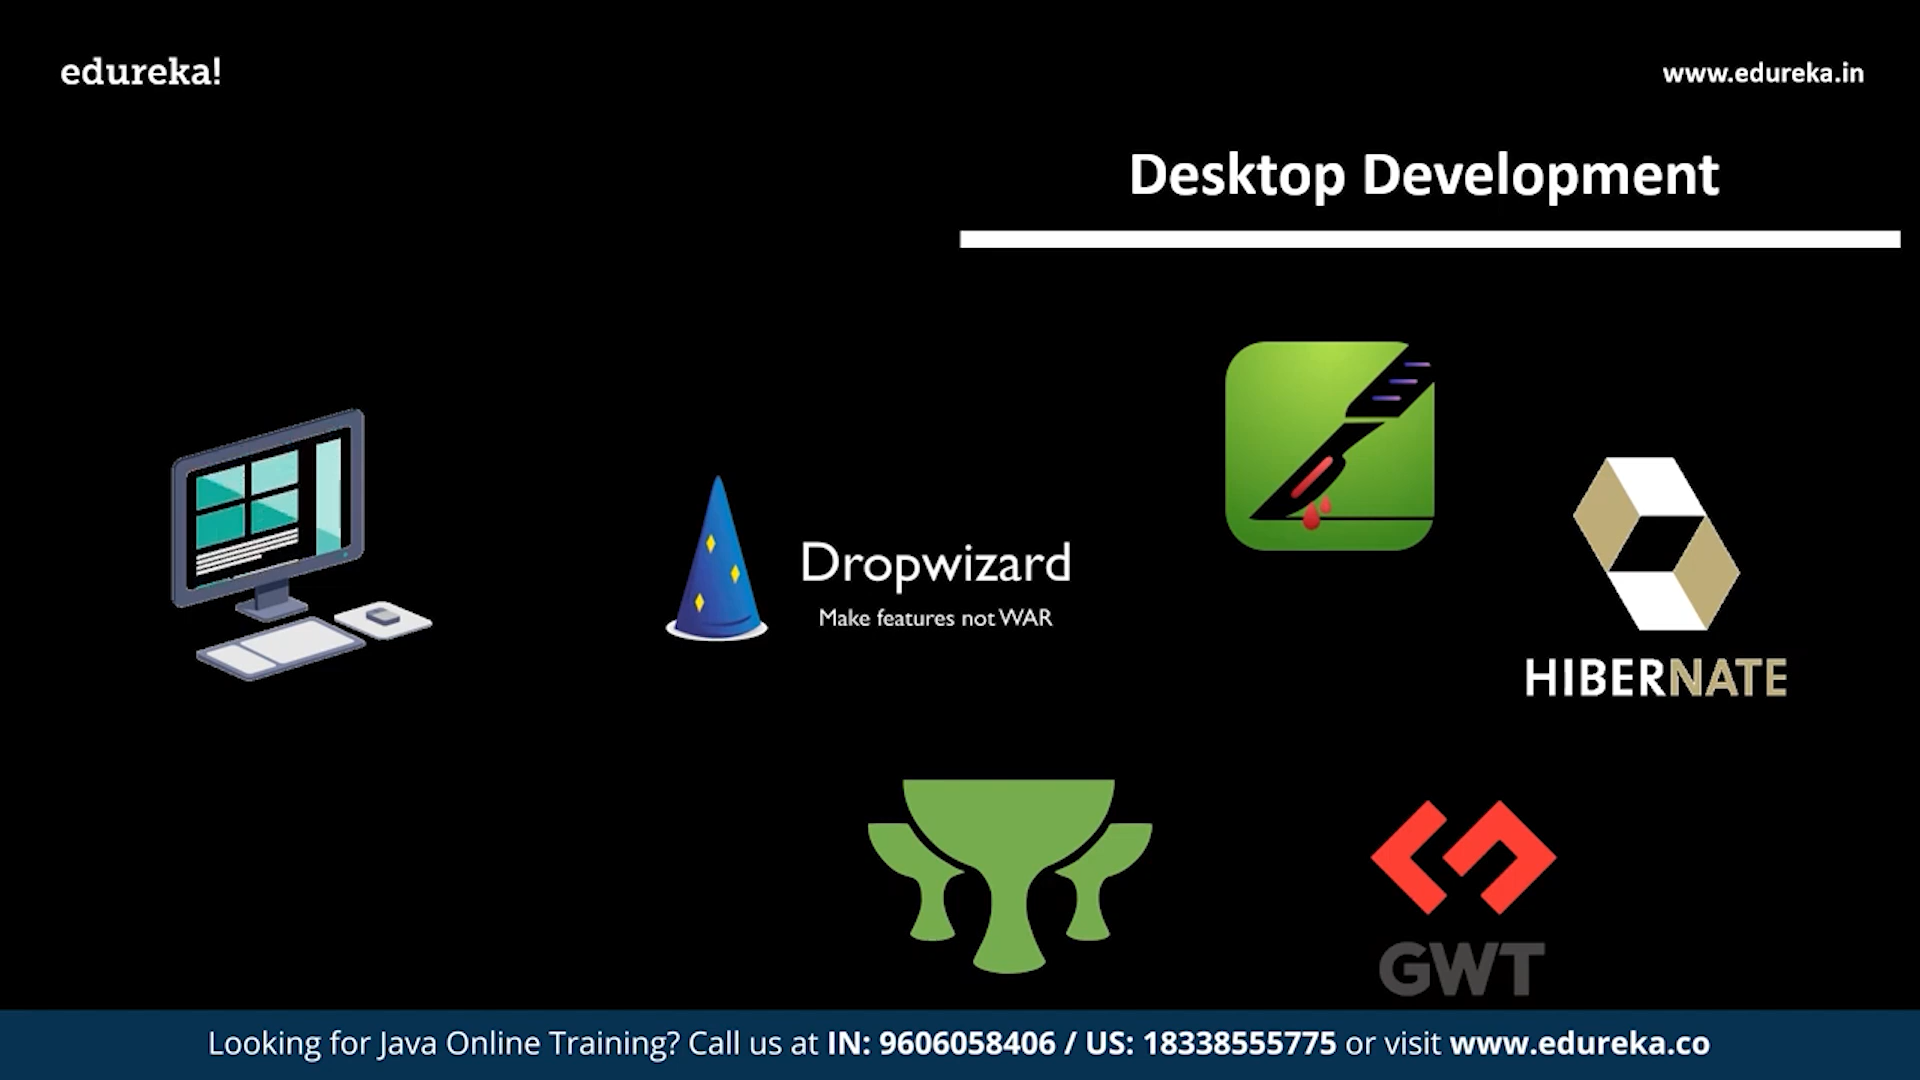 edureka!
www.edureka.in
Desktop Development
Dropwizard
Make features not WAR
HIBERNATE
GWT
Looking for Java Online Training? Call us at IN: 9606058406 / US: 18338555775 or visit www.edureka.co